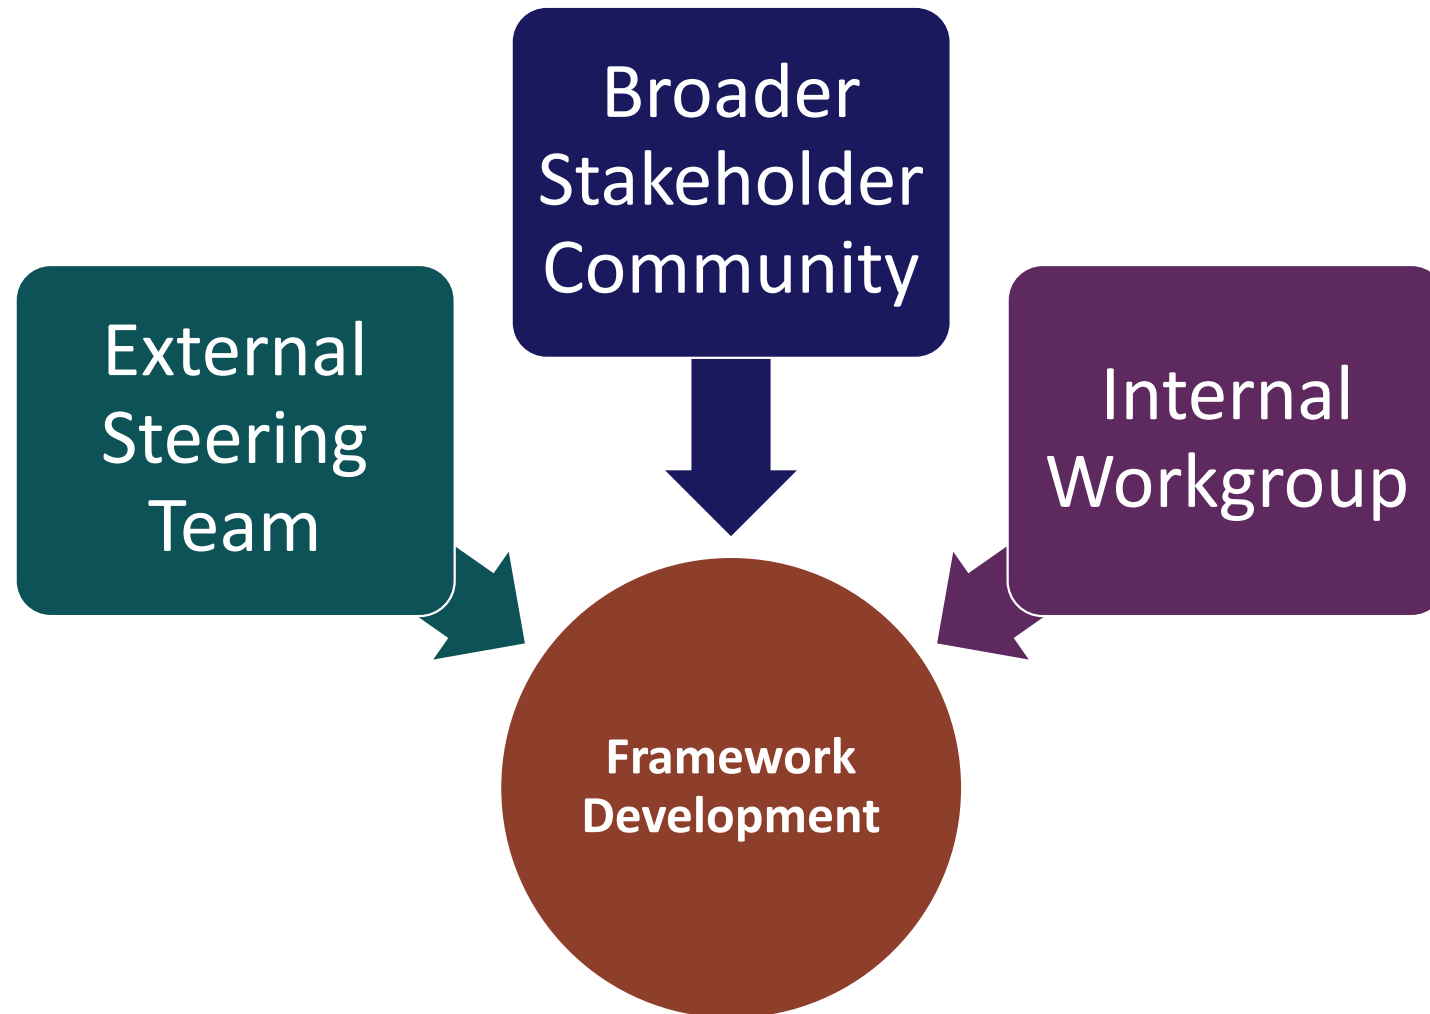 Broader
Stakeholder
Community
External
Steering
Team
Internal
Workgroup
Framework
Development